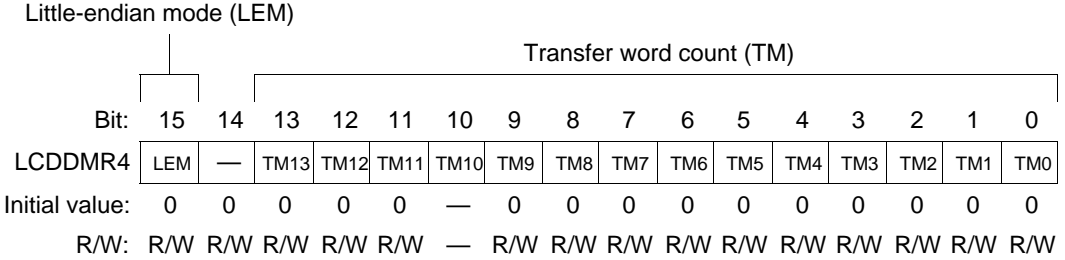 Little-endian mode (LEM)
Transfer word count (TM)
Bit: 15 14 13 12 11 10 9 8 7 6 5 4 3 2 1 0
LCDDMR4 LEM — TM13 TM12 TM11 TM10 TM9 TM8 TM7 TM6 TM5 TM4 TM3 TM2 TM1 TM0
Initial value: 0 0 0 0 0 — 0 0 0 0 0 0 0 0 0 0
R/W: R/W R/W R/W R/W R/W — R/W R/W R/W R/W R/W R/W R/W R/W R/W R/W